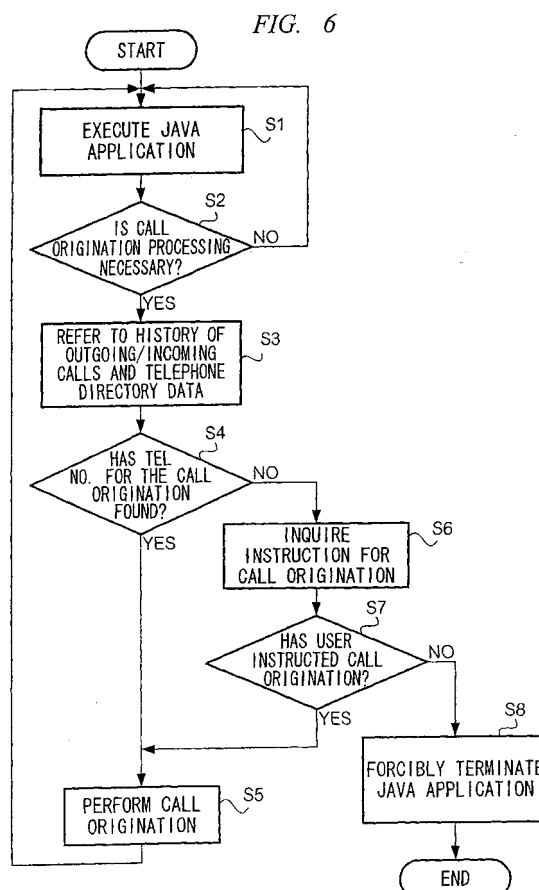 FIG. 6
START
EXECUTE JAVA
APPLICATION
S1
S2
IS CALL
ORIGINATION PROCESSING
NECESSARY?
NO
YES
REFER TO HISTORY OF
OUTGOING/INCOMING
CALLS AND TELEPHONE
DIRECTORY DATA
S3
S4
HAS TEL
NO. FOR THE CALL
ORIGINATION
FOUND?
NO
YES
INQUIRE
INSTRUCTION FOR
CALL ORIGINATION
S6
S7
HAS USER
INSTRUCTED CALL
ORIGINATION?
NO
YES
S8
FORCIBLY TERMINATE
JAVA APPLICATION
PERFORM CALL
ORIGINATION
S5
END